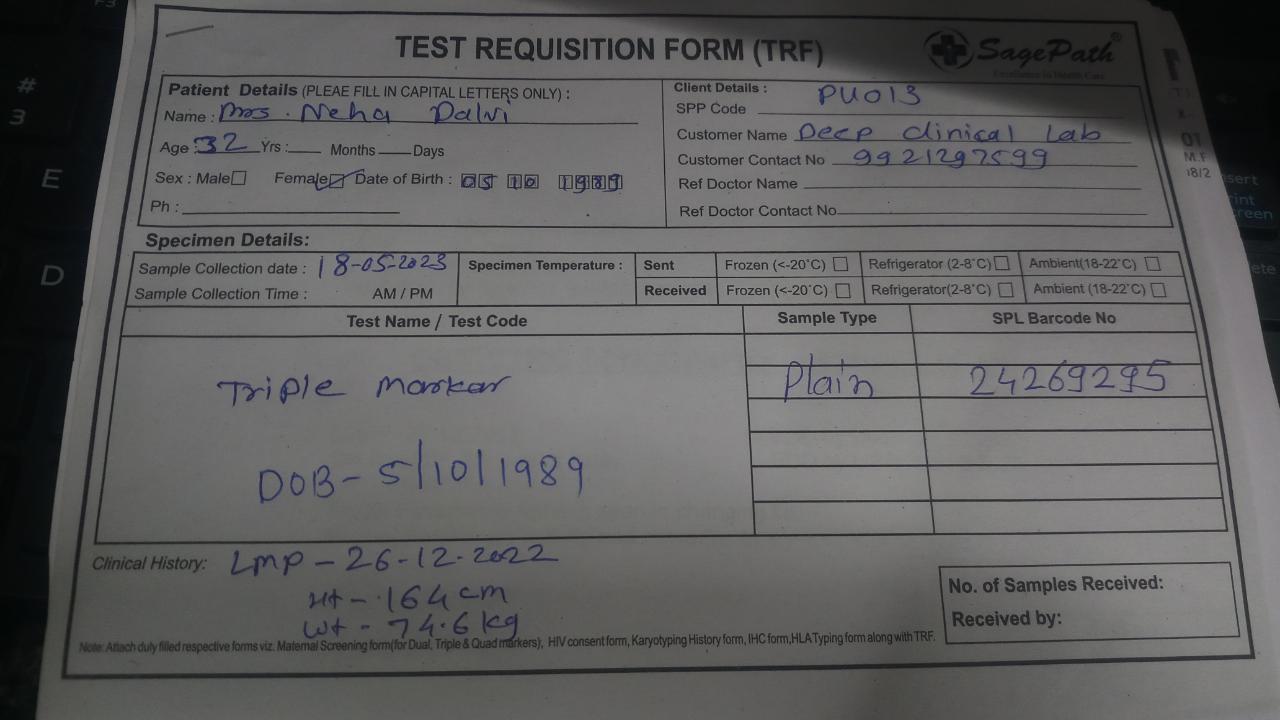 TEST REQUISITION FORM (TRF)
SagePath®
Excellence in Health Care
Patient Details (PLEAE FILL IN CAPITAL LETTERS ONLY) :
Name : Mrs. Neha Dalvi
Age : 32 Yrs : Months Days
Sex : Male Female Date of Birth : 05 10 1989
Ph :
Client Details :
SPP Code PU013
Customer Name Deep clinical Lab
Customer Contact No 9921297599
Ref Doctor Name
Ref Doctor Contact No.
Specimen Details:
Sample Collection date : 18-05-2023
Sample Collection Time : AM / PM
Specimen Temperature :
Sent Frozen (<-20°C) Refrigerator (2-8°C) Ambient(18-22°C)
Received Frozen (<-20°C) Refrigerator(2-8°C) Ambient (18-22°C)
Test Name / Test Code Sample Type SPL Barcode No
Triple Marker Plain 24269295
DOB - 5/10/1989
Clinical History: LMP - 26-12-2022
Ht - 164 cm
Wt - 74.6 kg
No. of Samples Received:
Received by:
Note: Attach duly filled respective forms viz. Maternal Screening form(for Dual, Triple & Quad markers), HIV consent form, Karyotyping History form, IHC form,HLA Typing form along with TRF.
#
3
E
D
F3
01
M.F